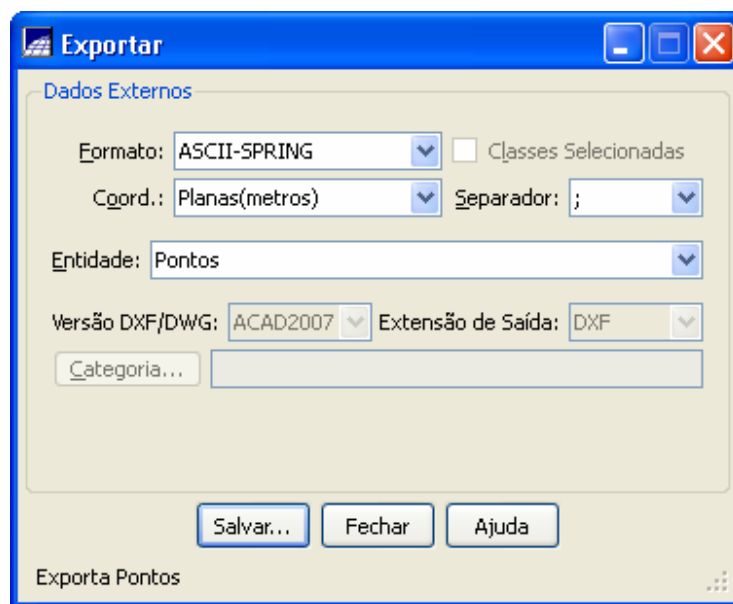 Exportar
Dados Externos
Formato: ASCII-SPRING Classes Selecionadas
Coord.: Planas(metros) Separador: ;
Entidade: Pontos
Versão DXF/DWG: ACAD2007 Extensão de Saída: DXF
Categoria...
Salvar... Fechar Ajuda
Exporta Pontos